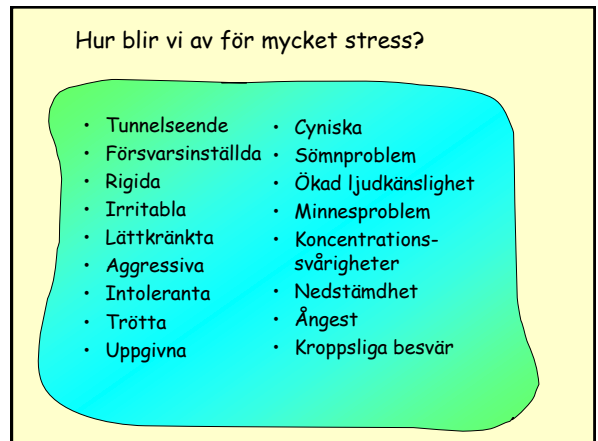 Hur blir vi av för mycket stress?
• Tunnelseende
• Försvarsinställda
• Rigida
• Irritabla
• Lättkränkta
• Aggressiva
• Intoleranta
• Trötta
• Uppgivna
• Cyniska
• Sömnproblem
• Ökad ljudkänslighet
• Minnesproblem
• Koncentrations-
svårigheter
• Nedstämdhet
• Ångest
• Kroppsliga besvär